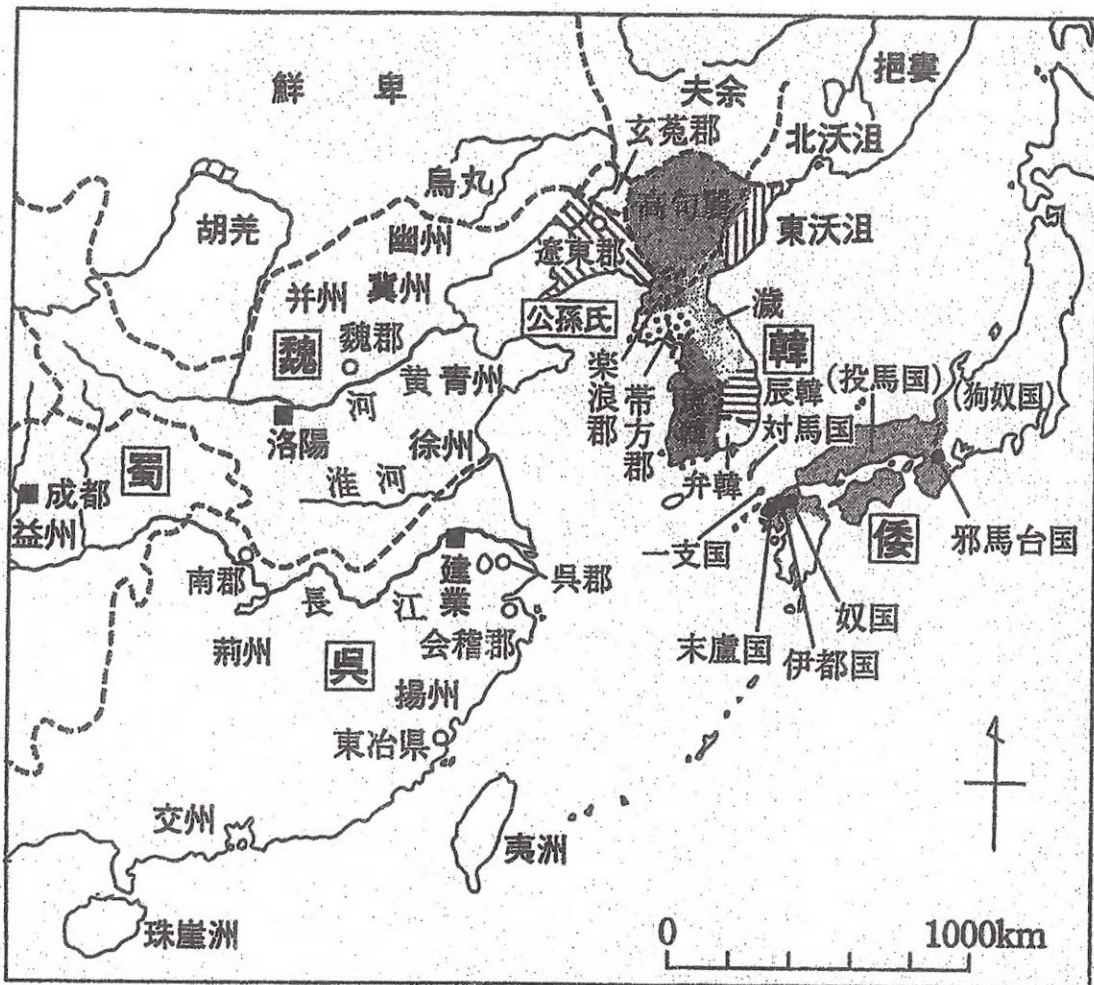 鮮卑
夫余
挹婁
玄菟郡
北沃沮
烏丸
高句麗
胡羌
幽州
遼東郡
東沃沮
并州
冀州
公孫氏
濊
魏
魏郡
韓
黄河
青州
楽浪郡
帯方郡
辰韓
(投馬国)
(狗奴国)
対馬国
洛陽
徐州
蜀
淮河
弁韓
成都
益州
一支国
倭
邪馬台国
南郡
長江
建業
呉郡
奴国
荊州
呉
会稽郡
末盧国
伊都国
揚州
東冶県
交州
夷洲
珠崖洲
0
1000km